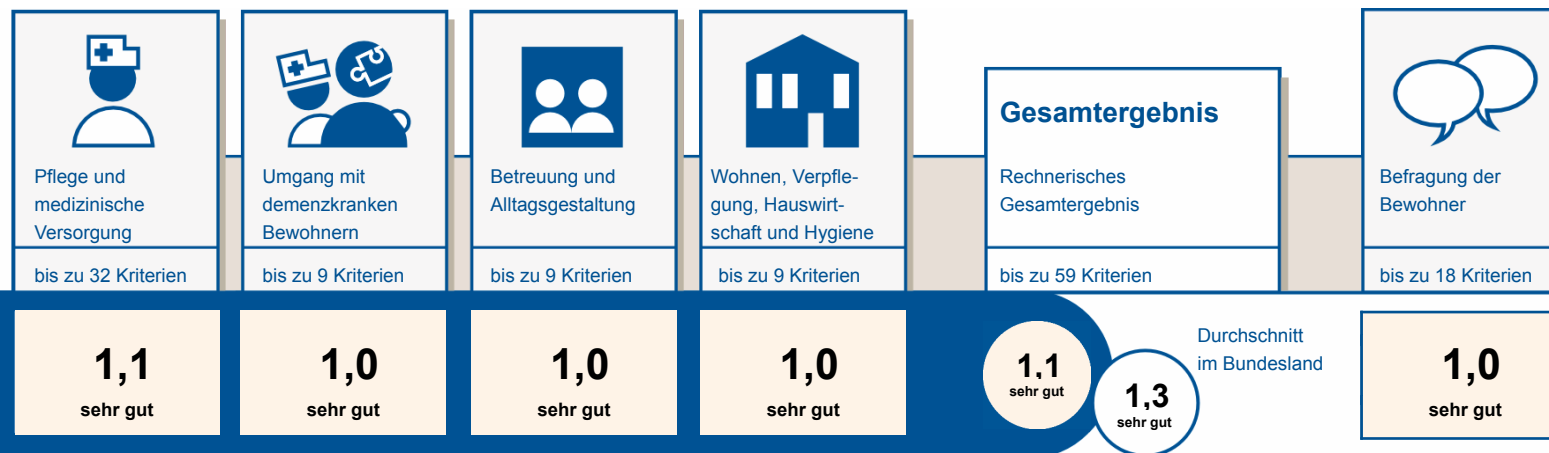 Pflege und
medizinische
Versorgung
bis zu 32 Kriterien
1,1
sehr gut
Umgang mit
demenzkranken
Bewohnern
bis zu 9 Kriterien
1,0
sehr gut
Betreuung und
Alltagsgestaltung
bis zu 9 Kriterien
1,0
sehr gut
Wohnen, Verpfle-
gung, Hauswirt-
schaft und Hygiene
bis zu 9 Kriterien
1,0
sehr gut
Gesamtergebnis
Rechnerisches
Gesamtergebnis
bis zu 59 Kriterien
1,1
sehr gut
1,3
sehr gut
Durchschnitt
im Bundesland
Befragung der
Bewohner
bis zu 18 Kriterien
1,0
sehr gut